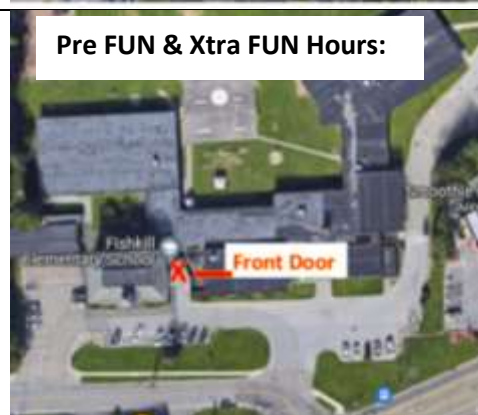 Pre FUN & Xtra FUN Hours:
Fishkill
Elementary School
X
Front Door